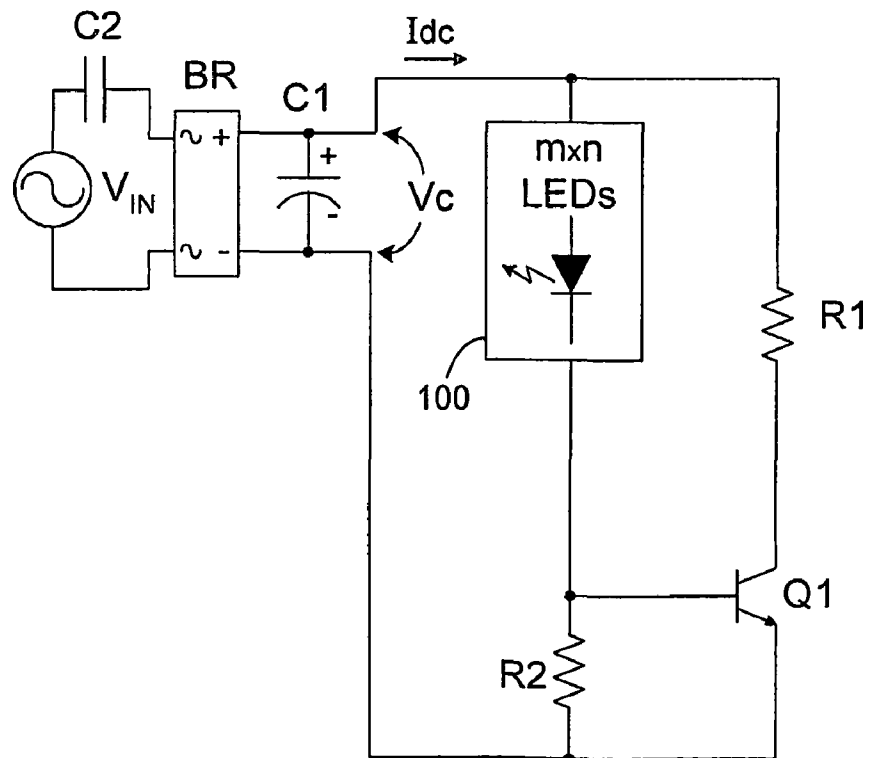 C2
BR
C1
Idc
V_IN
~ +
~ -
+
-
Vc
mxn
LEDs
100
R1
R2
Q1